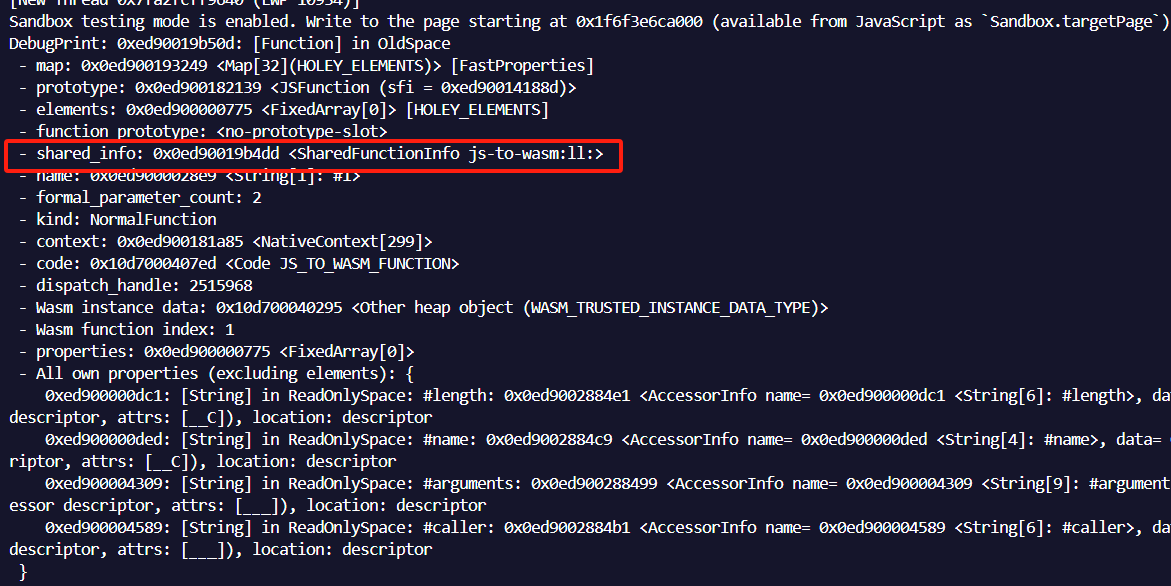 [New Thread 0x7fa2fcff9640 (LWP 10954)]
Sandbox testing mode is enabled. Write to the page starting at 0x1f6f3e6ca000 (available from JavaScript as `Sandbox.targetPage`)
DebugPrint: 0xed90019b50d: [Function] in OldSpace
- map: 0x0ed900193249 <Map[32](HOLEY_ELEMENTS)> [FastProperties]
- prototype: 0x0ed900182139 <JSFunction (sfi = 0xed90014188d)>
- elements: 0x0ed900000775 <FixedArray[0]> [HOLEY_ELEMENTS]
- function prototype: <no-prototype-slot>
- shared_info: 0x0ed90019b4dd <SharedFunctionInfo js-to-wasm:ll:>
- name: 0x0ed9000028e9 <String[1]: #1>
- formal_parameter_count: 2
- kind: NormalFunction
- context: 0x0ed900181a85 <NativeContext[299]>
- code: 0x10d7000407ed <Code JS_TO_WASM_FUNCTION>
- dispatch_handle: 2515968
- Wasm instance data: 0x10d700040295 <Other heap object (WASM_TRUSTED_INSTANCE_DATA_TYPE)>
- Wasm function index: 1
- properties: 0x0ed900000775 <FixedArray[0]>
- All own properties (excluding elements): {
0xed900000dc1: [String] in ReadOnlySpace: #length: 0x0ed9002884e1 <AccessorInfo name= 0x0ed900000dc1 <String[6]: #length>, da
descriptor, attrs: [__C]), location: descriptor
0xed900000ded: [String] in ReadOnlySpace: #name: 0x0ed9002884c9 <AccessorInfo name= 0x0ed900000ded <String[4]: #name>, data=
riptor, attrs: [__C]), location: descriptor
0xed900004309: [String] in ReadOnlySpace: #arguments: 0x0ed900288499 <AccessorInfo name= 0x0ed900004309 <String[9]: #argument
essor descriptor, attrs: [___]), location: descriptor
0xed900004589: [String] in ReadOnlySpace: #caller: 0x0ed9002884b1 <AccessorInfo name= 0x0ed900004589 <String[6]: #caller>, da
descriptor, attrs: [___]), location: descriptor
}